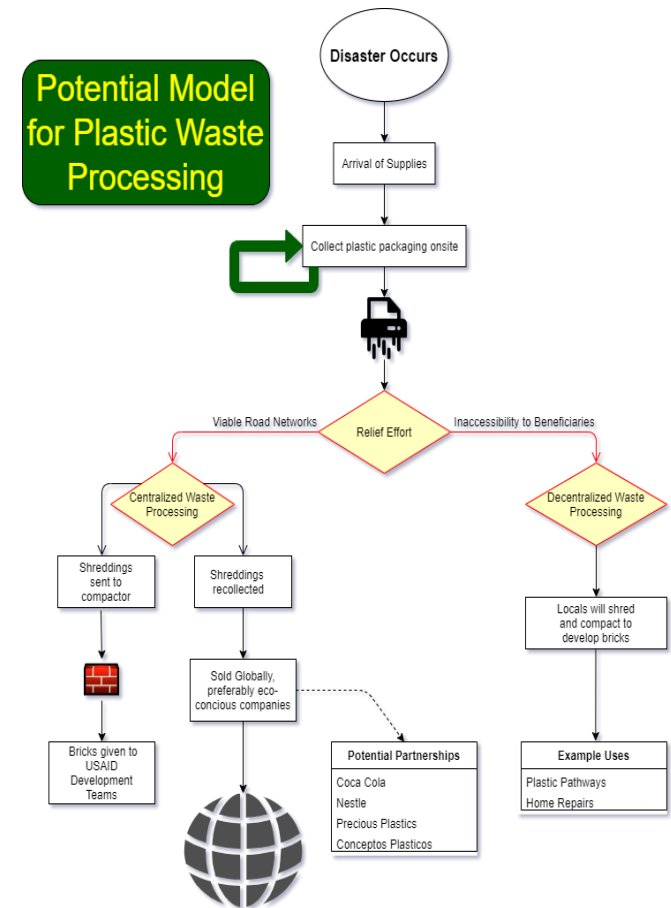 Disaster Occurs
Potential Model
for Plastic Waste
Processing
Arrival of Supplies
Collect plastic packaging onsite
Viable Road Networks
Relief Effort
Inaccessibility to Beneficiaries
Centralized Waste
Processing
Decentralized Waste
Processing
Shreddings
sent to
compactor
Shreddings
recollected
Locals will shred
and compact to
develop bricks
Sold Globally,
preferably eco-
concious companies
Bricks given to
USAID
Development
Teams
Potential Partnerships
Coca Cola
Nestle
Precious Plastics
Conceptos Plasticos
Example Uses
Plastic Pathways
Home Repairs